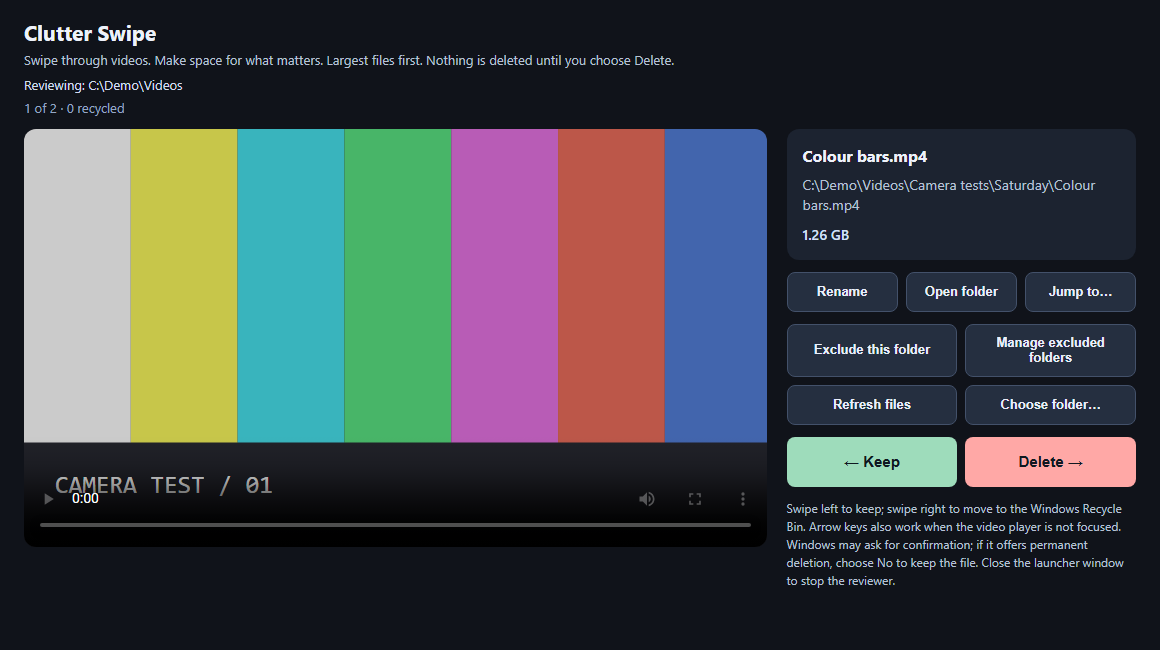 Clutter Swipe
Swipe through videos. Make space for what matters. Largest files first. Nothing is deleted until you choose Delete.
Reviewing: C:\Demo\Videos
1 of 2 · 0 recycled
CAMERA TEST / 01
0:00
Colour bars.mp4
C:\Demo\Videos\Camera tests\Saturday\Colour
bars.mp4
1.26 GB
Rename
Open folder
Jump to…
Exclude this folder
Manage excluded
folders
Refresh files
Choose folder…
← Keep
Delete →
Swipe left to keep; swipe right to move to the Windows Recycle
Bin. Arrow keys also work when the video player is not focused.
Windows may ask for confirmation; if it offers permanent
deletion, choose No to keep the file. Close the launcher window
to stop the reviewer.